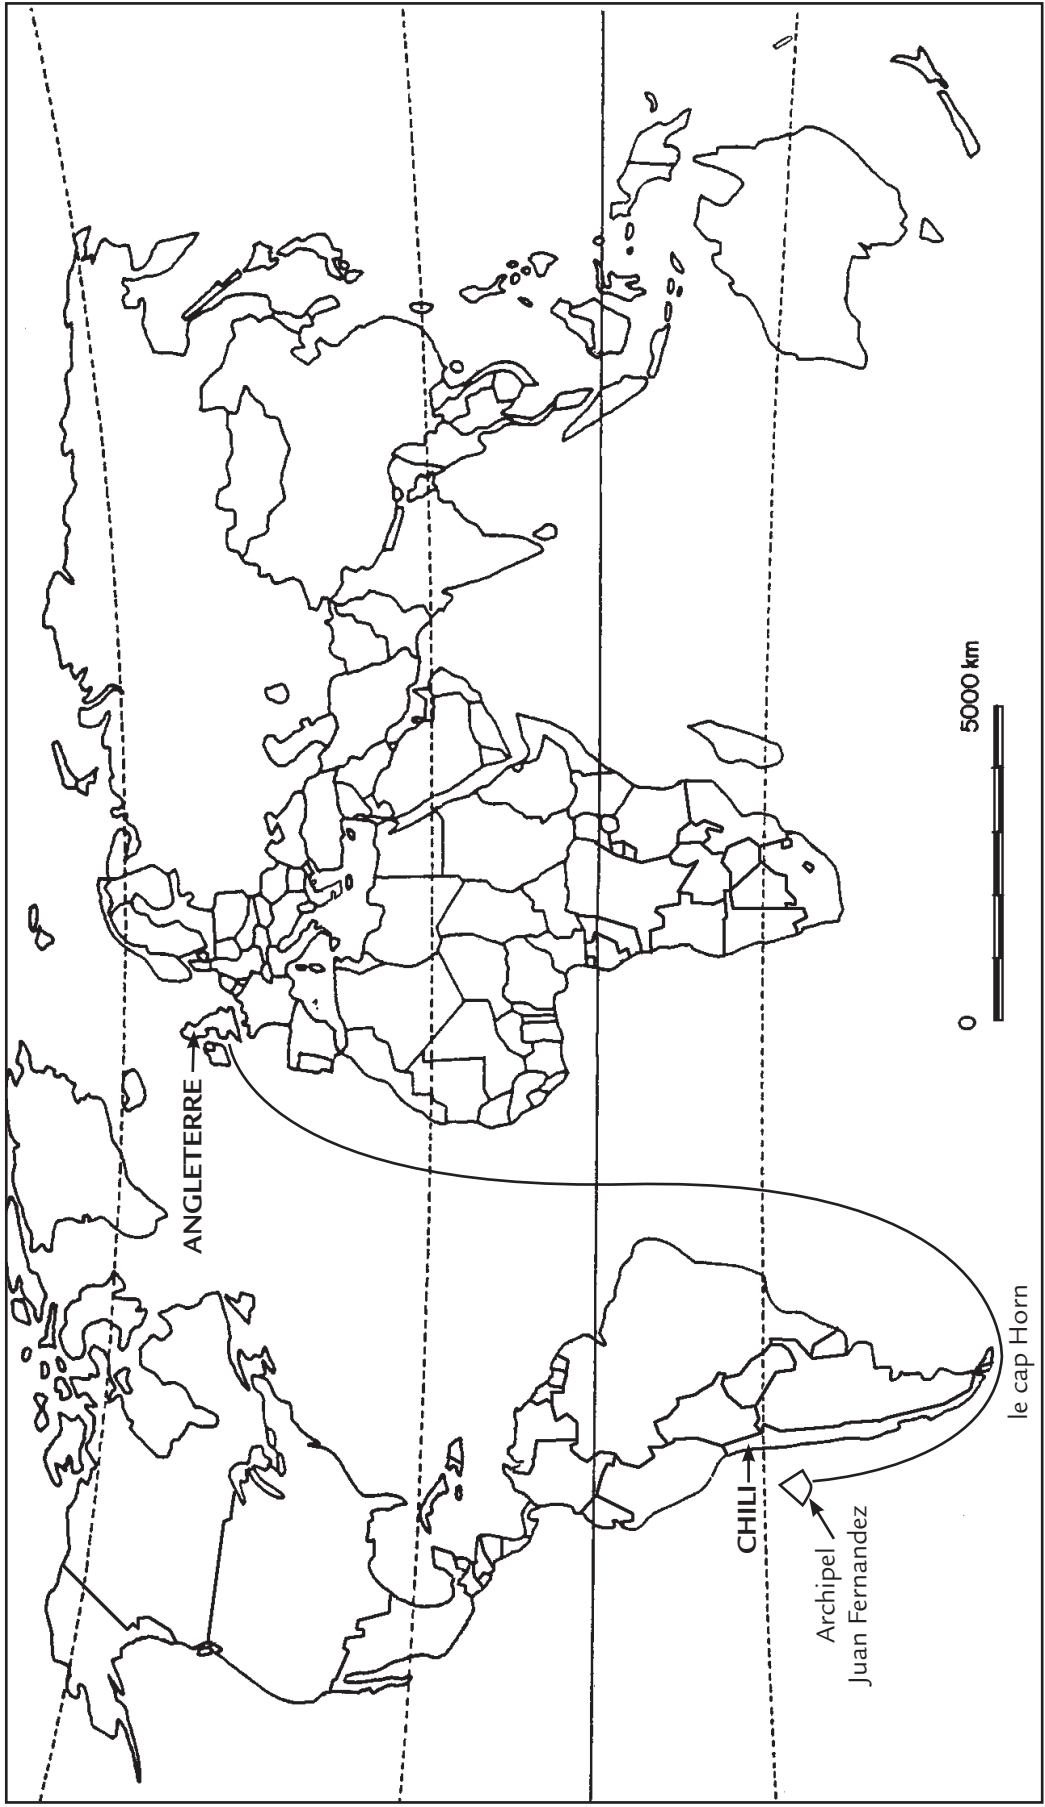 ANGLETERRE
CHILI
Archipel
Juan Fernandez
le cap Horn
0
5000 km